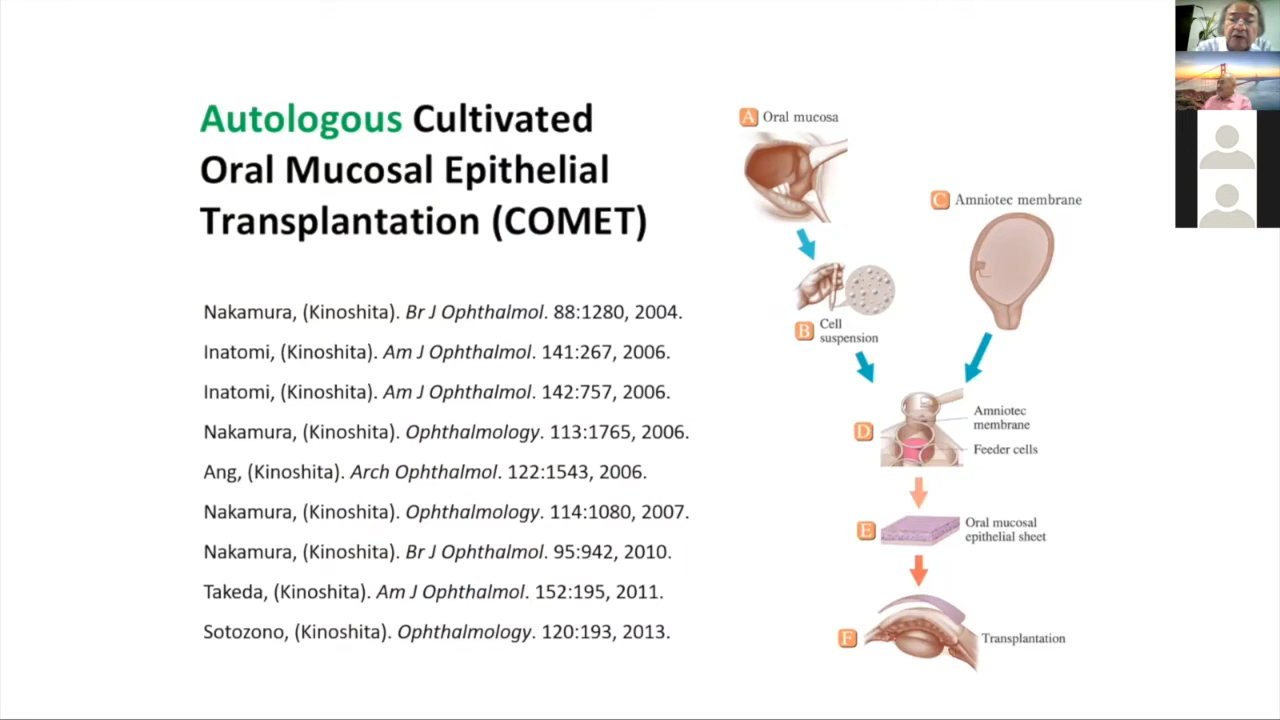 Autologous Cultivated
Oral Mucosal Epithelial
Transplantation (COMET)
Nakamura, (Kinoshita). Br J Ophthalmol. 88:1280, 2004.
Inatomi, (Kinoshita). Am J Ophthalmol. 141:267, 2006.
Inatomi, (Kinoshita). Am J Ophthalmol. 142:757, 2006.
Nakamura, (Kinoshita). Ophthalmology. 113:1765, 2006.
Ang, (Kinoshita). Arch Ophthalmol. 122:1543, 2006.
Nakamura, (Kinoshita). Ophthalmology. 114:1080, 2007.
Nakamura, (Kinoshita). Br J Ophthalmol. 95:942, 2010.
Takeda, (Kinoshita). Am J Ophthalmol. 152:195, 2011.
Sotozono, (Kinoshita). Ophthalmology. 120:193, 2013.
A Oral mucosa
C Amniotec membrane
B Cell
suspension
D
Amniotec
membrane
Feeder cells
E Oral mucosal
epithelial sheet
F Transplantation